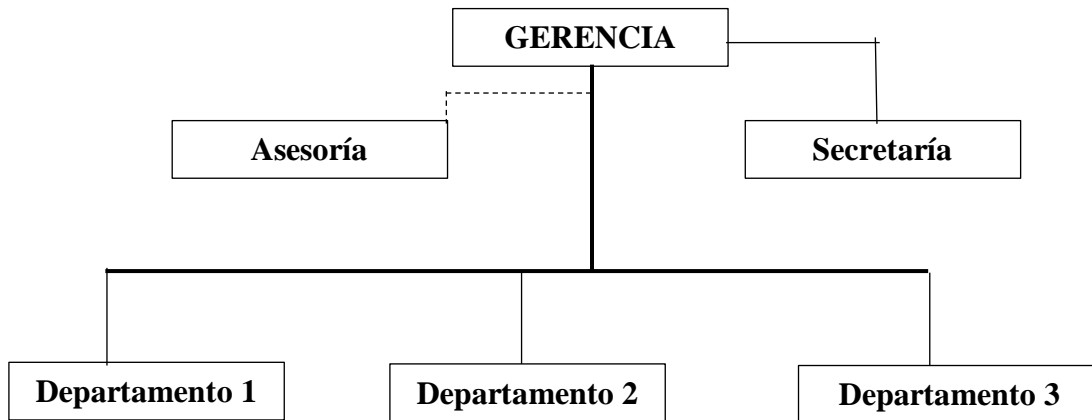 GERENCIA
Asesoría
Secretaría
Departamento 1
Departamento 2
Departamento 3